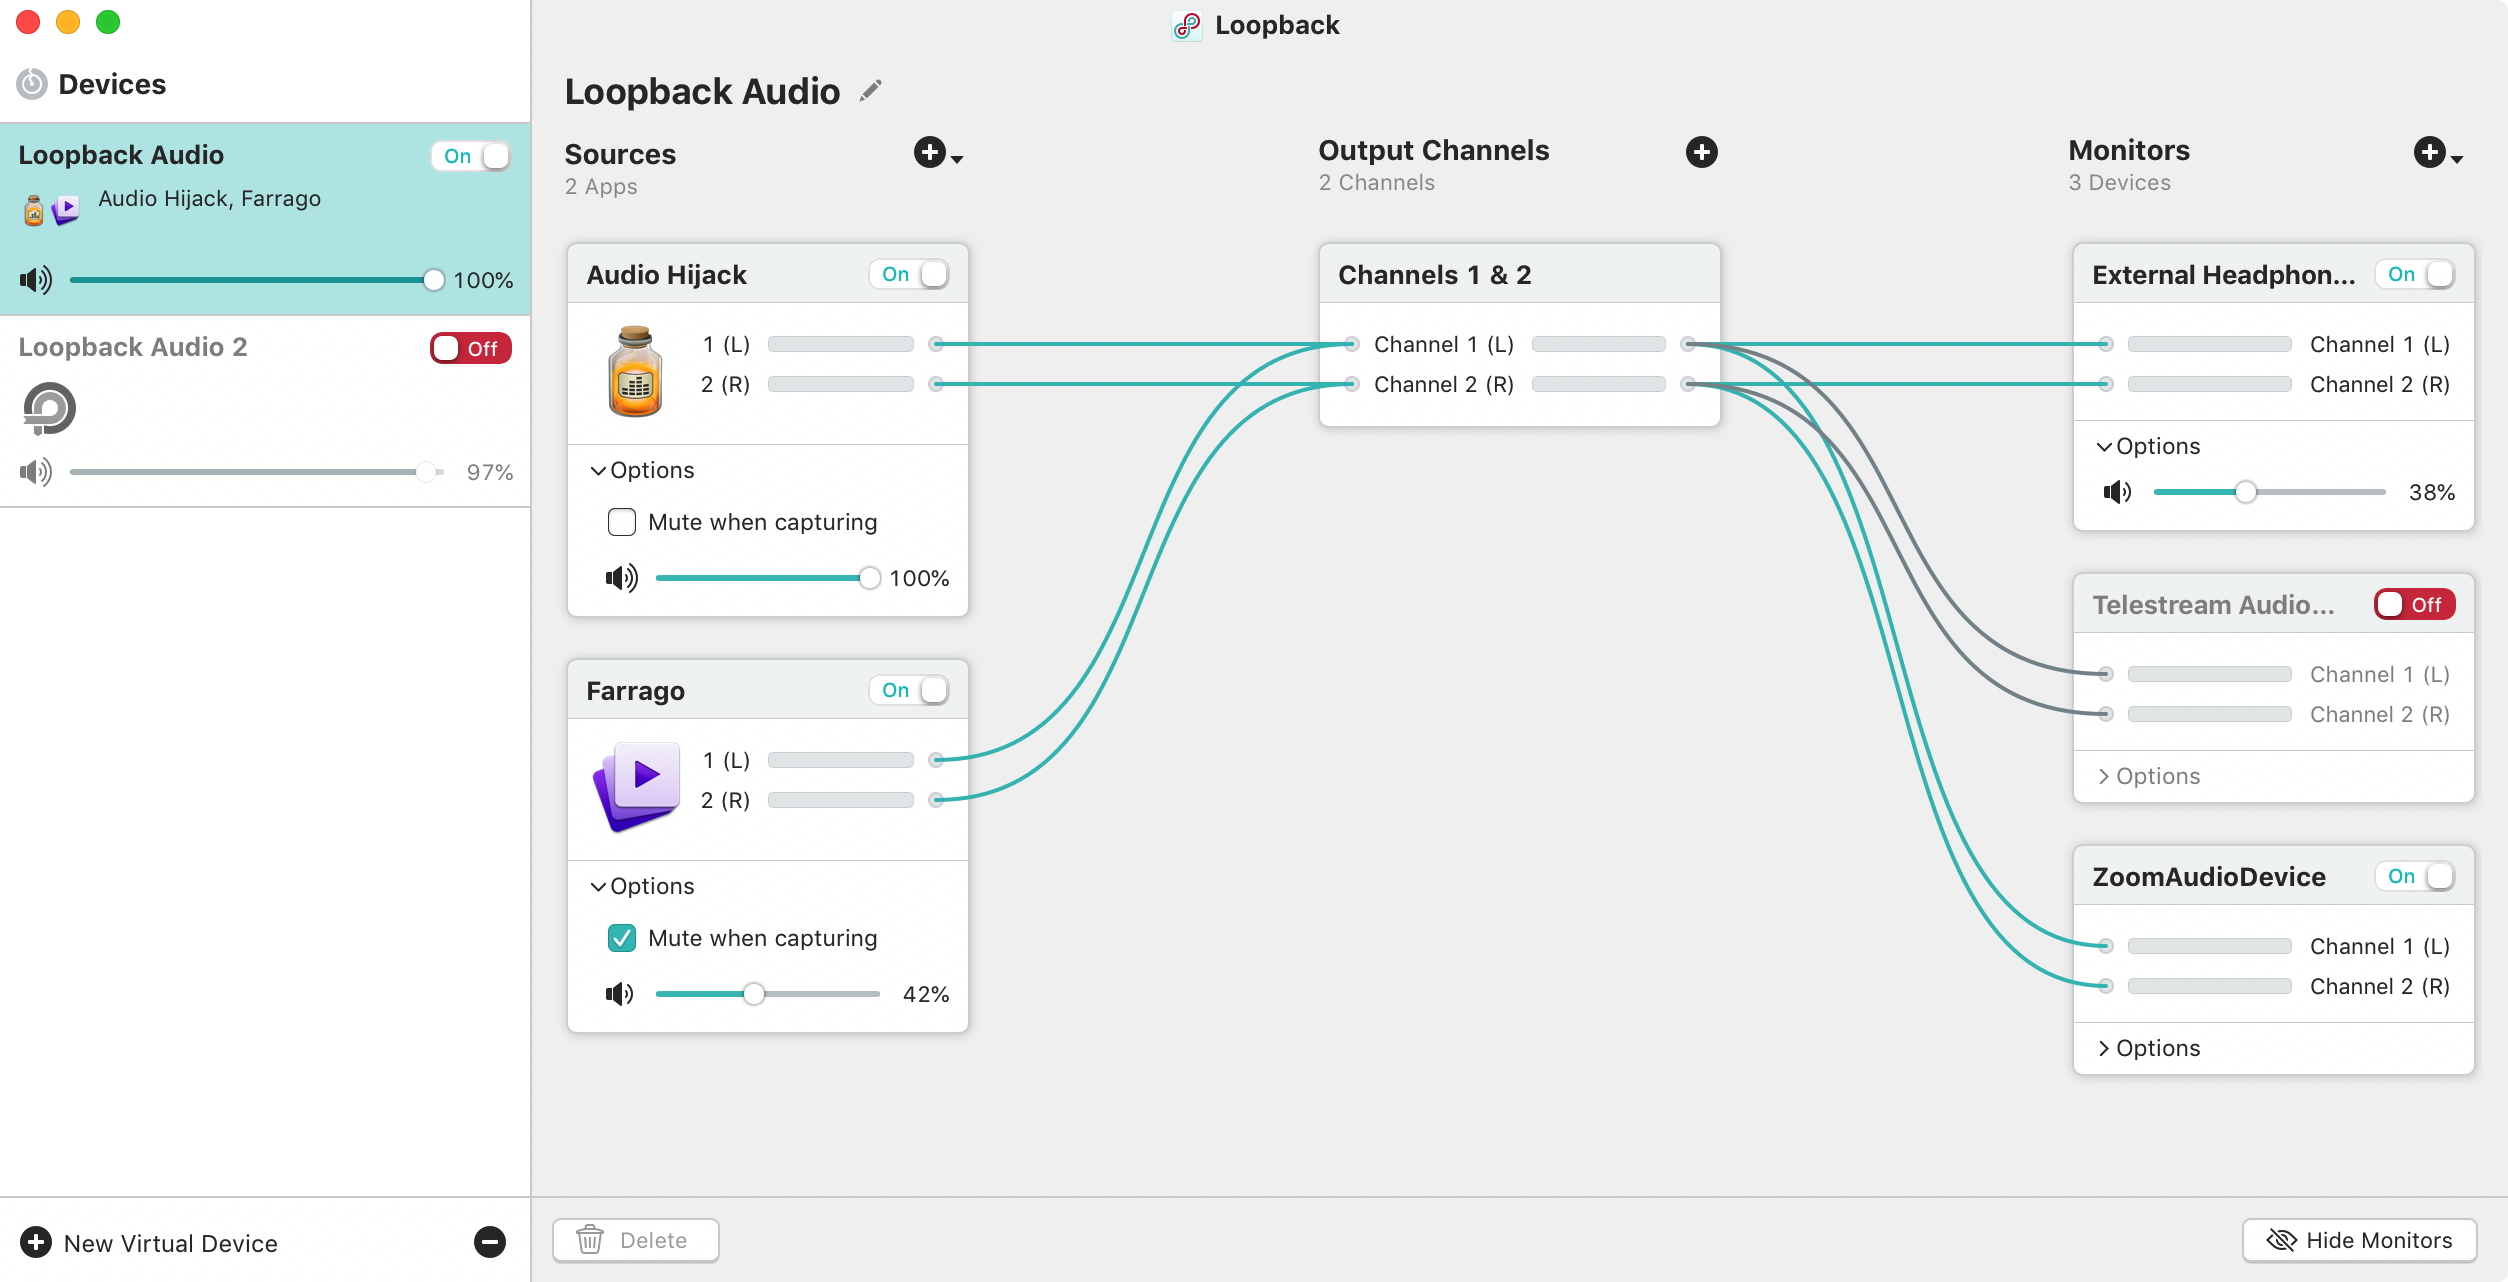 Loopback
Devices
Loopback Audio
On
Audio Hijack, Farrago
100%
Loopback Audio 2
Off
97%
New Virtual Device
Loopback Audio
Sources
2 Apps
Audio Hijack
On
1 (L)
2 (R)
Options
Mute when capturing
100%
Farrago
On
1 (L)
2 (R)
Options
Mute when capturing
42%
Output Channels
2 Channels
Channels 1 & 2
Channel 1 (L)
Channel 2 (R)
Monitors
3 Devices
External Headphon...
On
Channel 1 (L)
Channel 2 (R)
Options
38%
Telestream Audio...
Off
Channel 1 (L)
Channel 2 (R)
Options
ZoomAudioDevice
On
Channel 1 (L)
Channel 2 (R)
Options
Delete
Hide Monitors